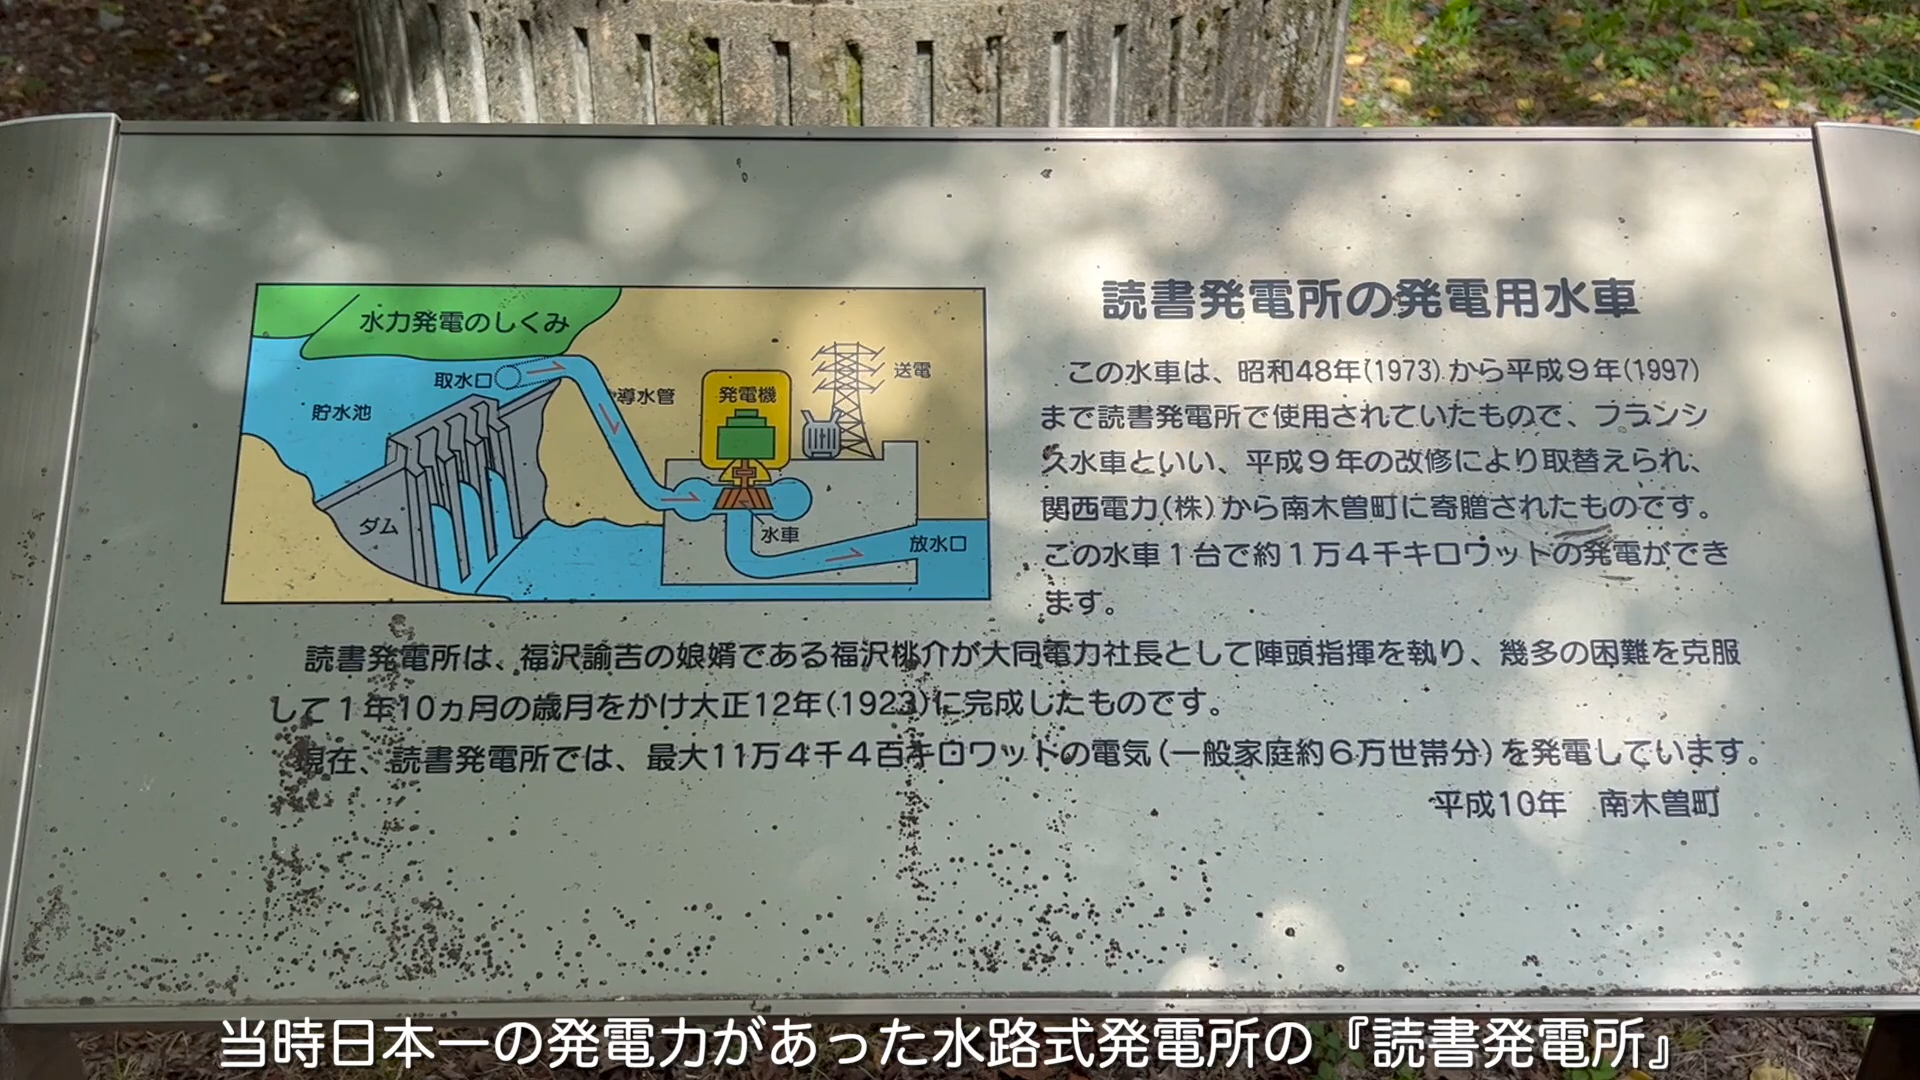 読書発電所の発電用水車
水力発電のしくみ
取水口
貯水池
導水管
発電機
送電
ダム
水車
放水口
この水車は、昭和48年(1973)から平成9年(1997)
まで読書発電所で使用されていたもので、フランシ
ス水車といい、平成9年の改修により取替えられ、
関西電力(株)から南木曽町に寄贈されたものです。
この水車1台で約1万4千キロワットの発電ができ
ます。
読書発電所は、福沢諭吉の娘婿である福沢桃介が大同電力社長として陣頭指揮を執り、幾多の困難を克服
して1年10ヵ月の歳月をかけ大正12年(1923)に完成したものです。
現在、読書発電所では、最大11万4千4百キロワットの電気(一般家庭約6万世帯分)を発電しています。
平成10年　南木曽町
当時日本一の発電力があった水路式発電所の『読書発電所』